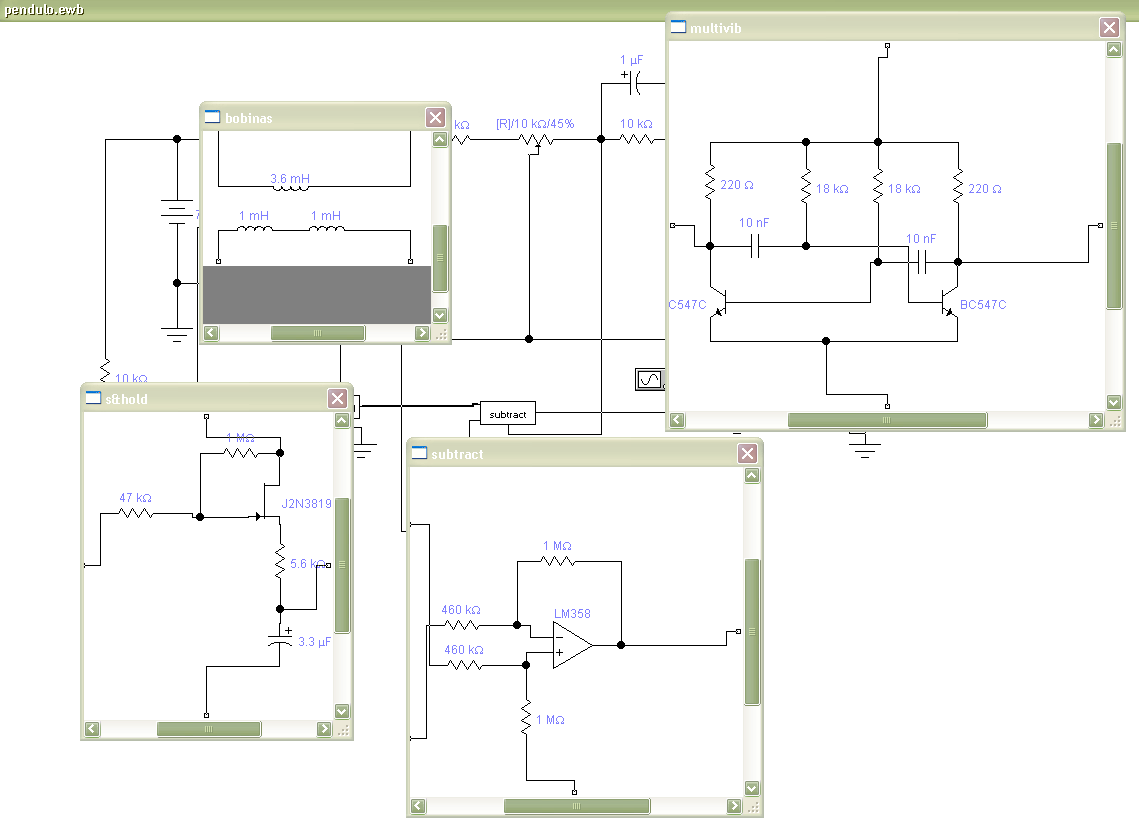 pendulo.ewb
multivib
1 µF
+
bobinas
kΩ
[R]/10 kΩ/45%
10 kΩ
3.6 mH
1 mH
1 mH
7
220 Ω
18 kΩ
18 kΩ
220 Ω
10 nF
10 nF
C547C
BC547C
10 kΩ
s&hold
subtract
1 MΩ
47 kΩ
J2N3819
5.6 kΩ
+
3.3 µF
subtract
1 MΩ
460 kΩ
LM358
460 kΩ
−
+
1 MΩ